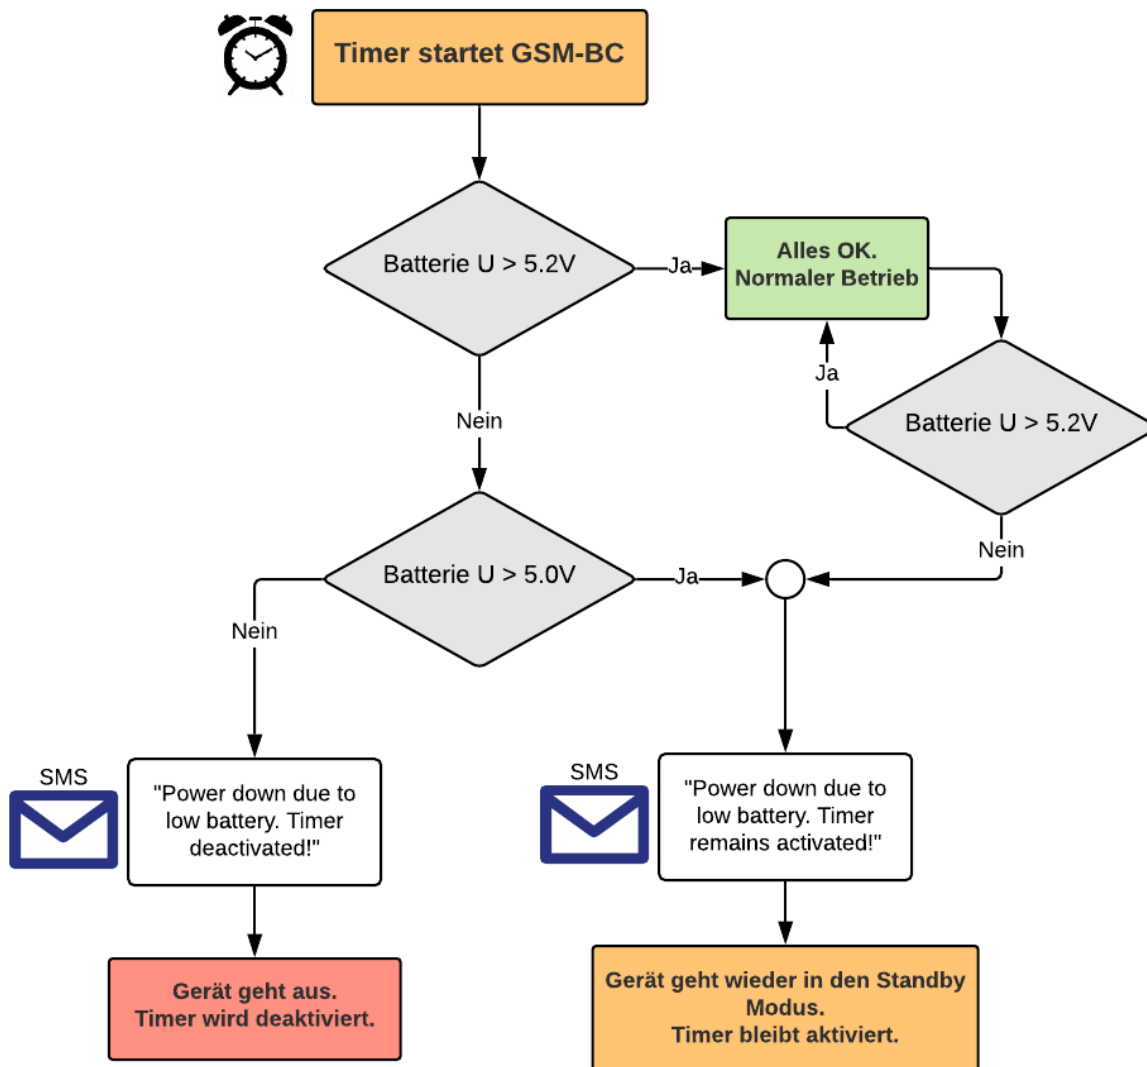 Timer startet GSM-BC
Batterie U > 5.2V
Ja
Alles OK.
Normaler Betrieb
Ja
Batterie U > 5.2V
Nein
Nein
Batterie U > 5.0V
Ja
Nein
SMS
"Power down due to
low battery. Timer
deactivated!"
SMS
"Power down due to
low battery. Timer
remains activated!"
Gerät geht aus.
Timer wird deaktiviert.
Gerät geht wieder in den Standby
Modus.
Timer bleibt aktiviert.